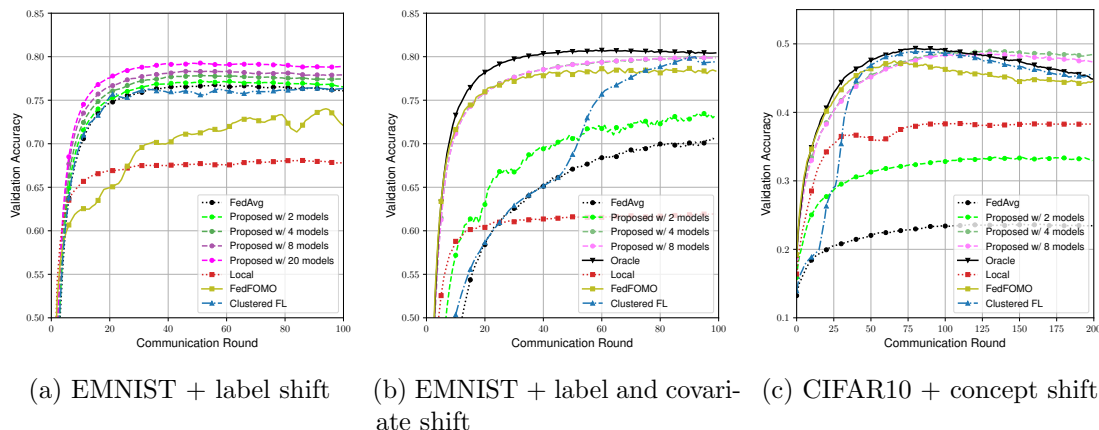 0.85
0.80
0.75
0.70
0.65
0.60
0.55
0.50
Validation Accuracy
0
20
40
60
80
100
Communication Round
FedAvg
Proposed w/ 2 models
Proposed w/ 4 models
Proposed w/ 8 models
Proposed w/ 20 models
Local
FedFOMO
Clustered FL
(a) EMNIST + label shift
0.85
0.80
0.75
0.70
0.65
0.60
0.55
0.50
Validation Accuracy
0
20
40
60
80
100
Communication Round
FedAvg
Proposed w/ 2 models
Proposed w/ 4 models
Proposed w/ 8 models
Oracle
Local
FedFOMO
Clustered FL
(b) EMNIST + label and covari-
ate shift
0.5
0.4
0.3
0.2
0.1
Validation Accuracy
0
25
50
75
100
125
150
175
200
Communication Round
FedAvg
Proposed w/ 2 models
Proposed w/ 4 models
Proposed w/ 8 models
Local
Oracle
FedFOMO
Clustered FL
(c) CIFAR10 + concept shift